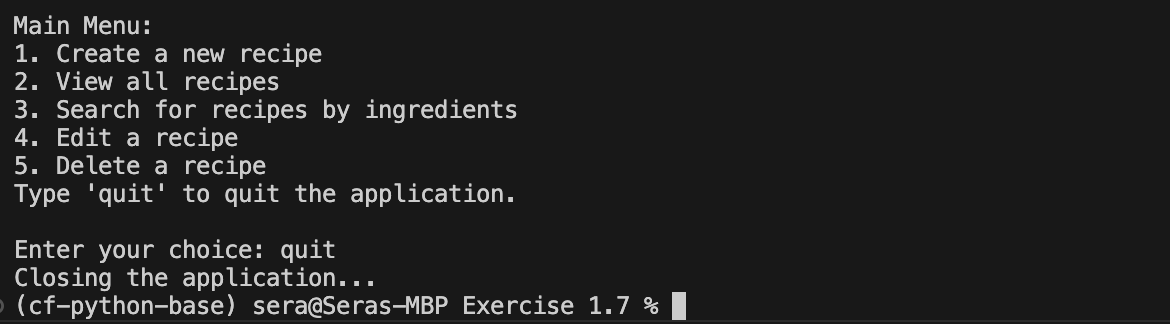 Main Menu:
1. Create a new recipe
2. View all recipes
3. Search for recipes by ingredients
4. Edit a recipe
5. Delete a recipe
Type 'quit' to quit the application.
Enter your choice: quit
Closing the application...
(cf-python-base) sera@Seras-MBP Exercise 1.7 %